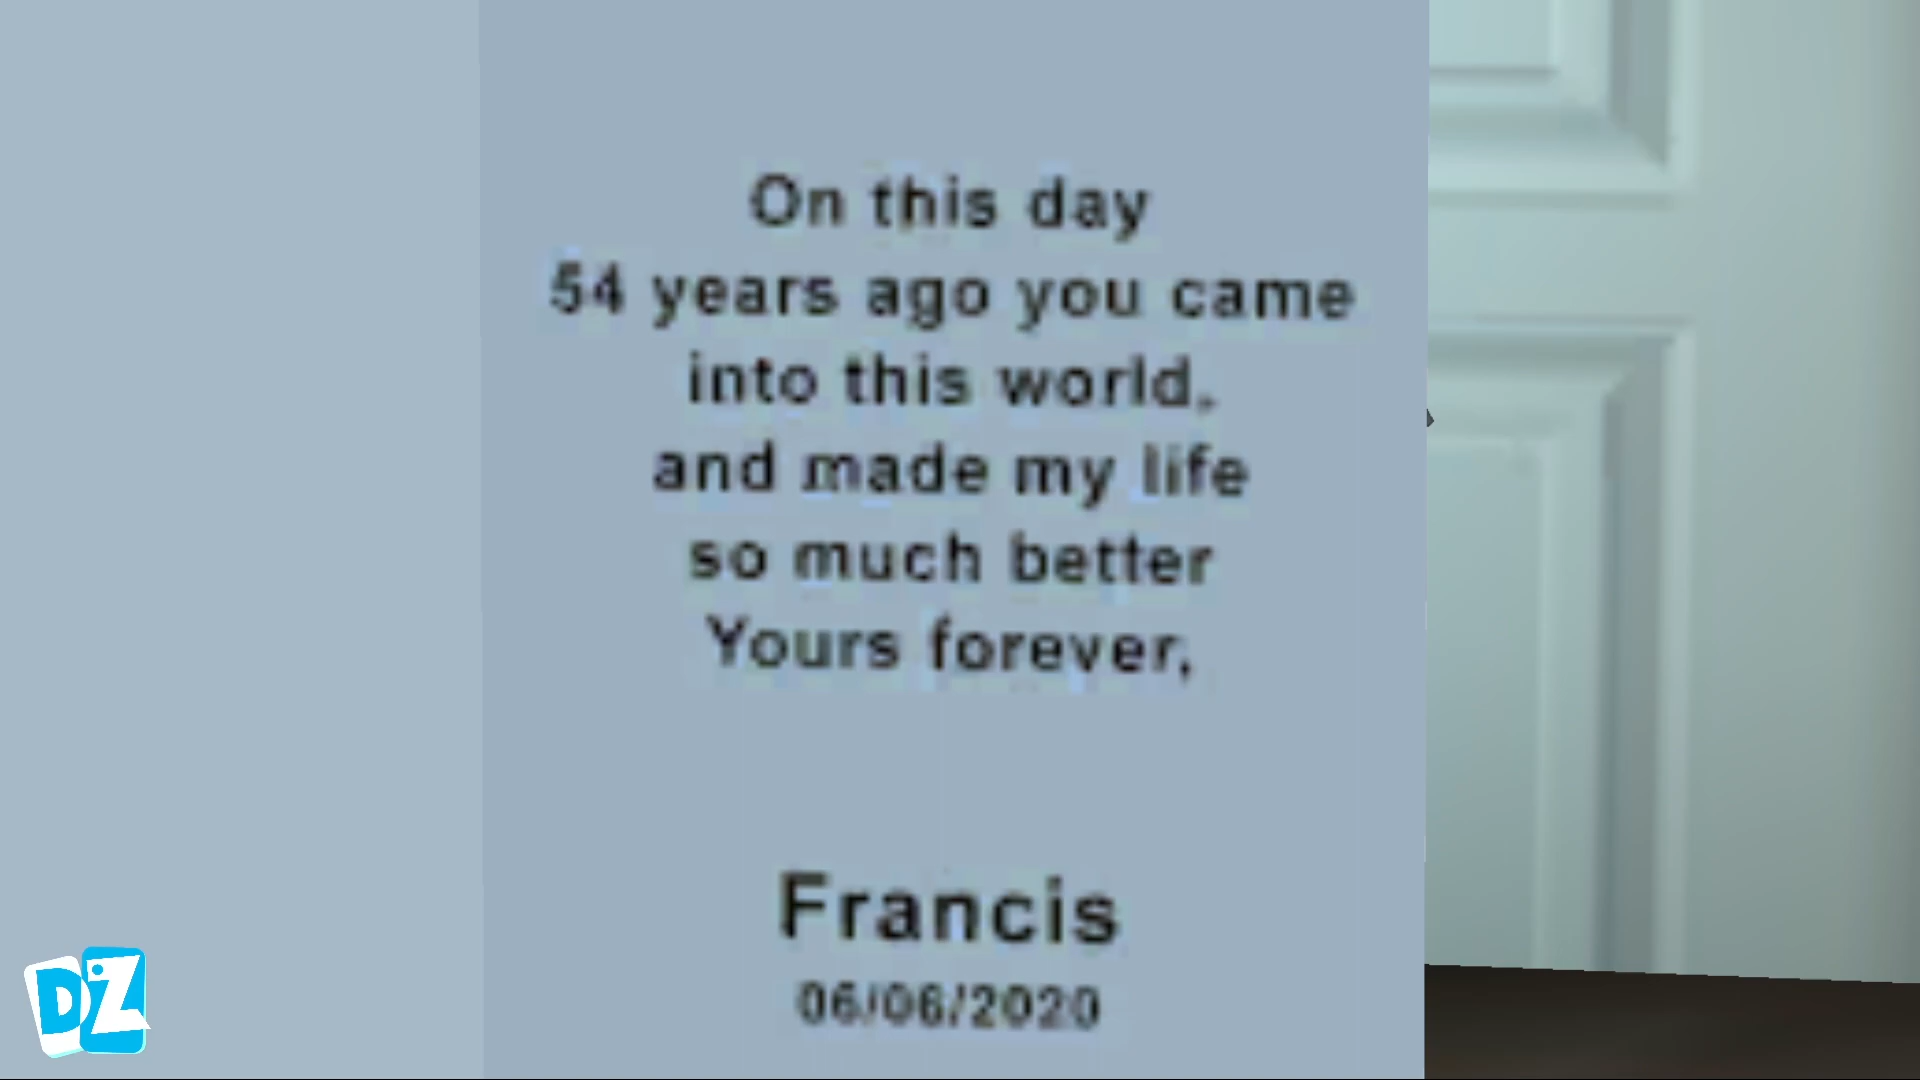 On this day
54 years ago you came
into this world,
and made my life
so much better
Yours forever,
Francis
06/06/2020
DZ